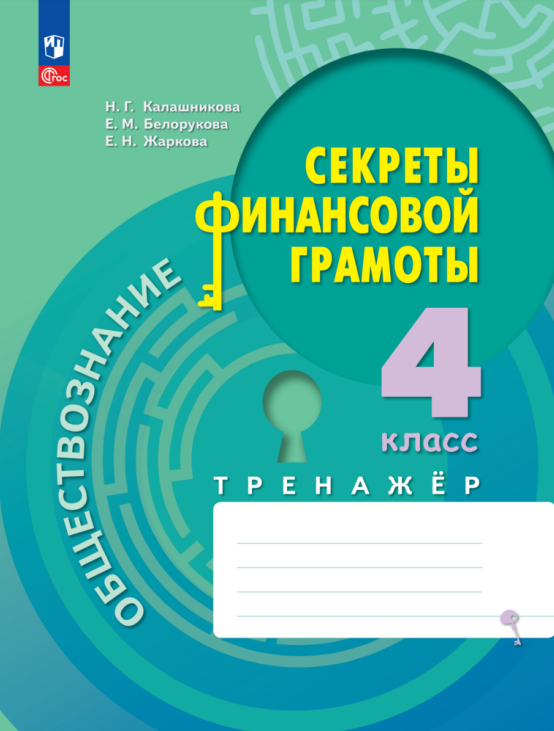 ФГОС
Н. Г. Калашникова
Е. М. Белорукова
Е. Н. Жаркова
СЕКРЕТЫ
ФИНАНСОВОЙ
ГРАМОТЫ
4
класс
ОБЩЕСТВОЗНАНИЕ
ТРЕНАЖЁР